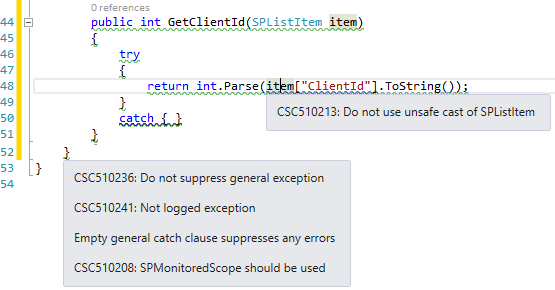 0 references
44 public int GetClientId(SPListItem item)
45 {
46 try
47 {
48 return int.Parse(item["ClientId"].ToString());
49 }
50 catch { }
51 }
52 }
53 }
54
CSC510213: Do not use unsafe cast of SPListItem
CSC510236: Do not suppress general exception
CSC510241: Not logged exception
Empty general catch clause suppresses any errors
CSC510208: SPMonitoredScope should be used